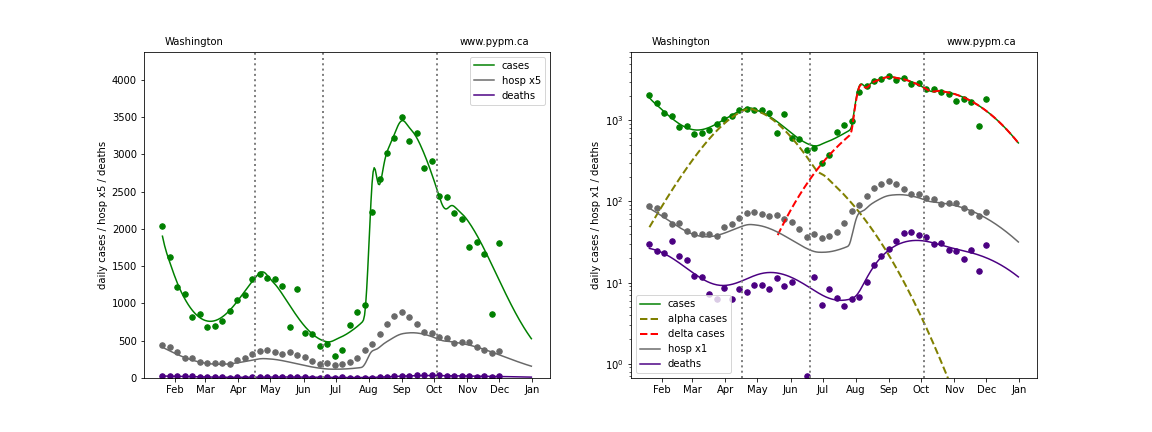 Washington www.pypm.ca
cases
hosp x5
deaths
daily cases / hosp x5 / deaths
4000
3500
3000
2500
2000
1500
1000
500
0
Feb Mar Apr May Jun Jul Aug Sep Oct Nov Dec Jan
Washington www.pypm.ca
daily cases / hosp x1 / deaths
10³
10²
10¹
10⁰
cases
alpha cases
delta cases
hosp x1
deaths
Feb Mar Apr May Jun Jul Aug Sep Oct Nov Dec Jan